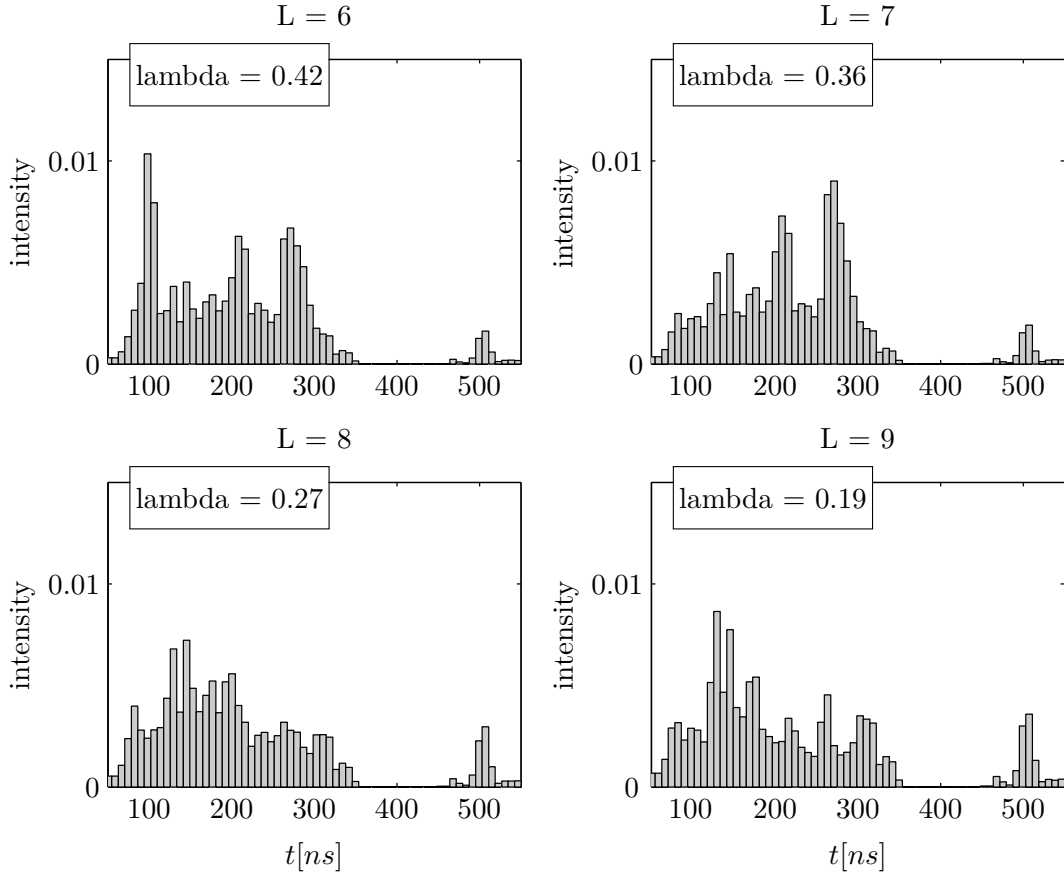 L = 6
lambda = 0.42
intensity
0.01
0
100 200 300 400 500
L = 7
lambda = 0.36
intensity
0.01
0
100 200 300 400 500
L = 8
lambda = 0.27
intensity
0.01
0
100 200 300 400 500
t[ns]
L = 9
lambda = 0.19
intensity
0.01
0
100 200 300 400 500
t[ns]